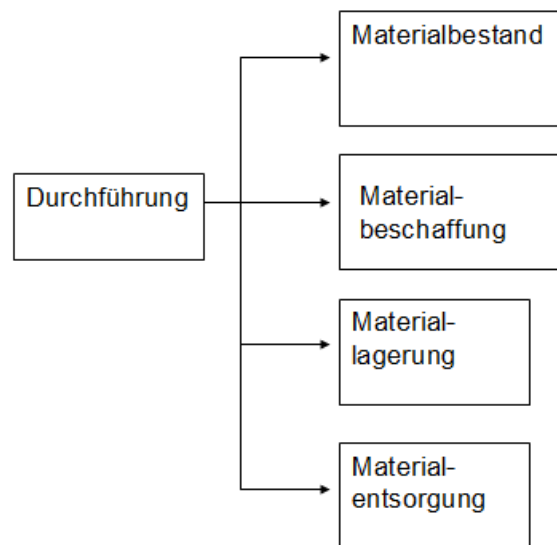 Materialbestand
Durchführung
Material-
beschaffung
Material-
lagerung
Material-
entsorgung